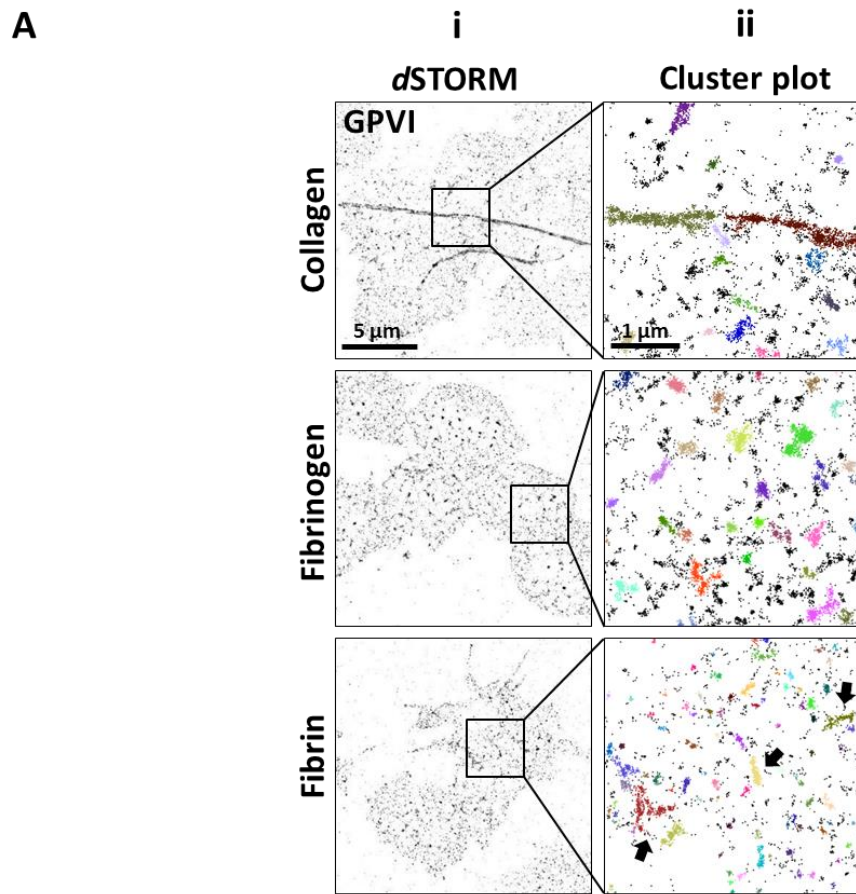 A
i
ii
dSTORM
Cluster plot
GPVI
Collagen
5 µm
1 µm
Fibrinogen
Fibrin